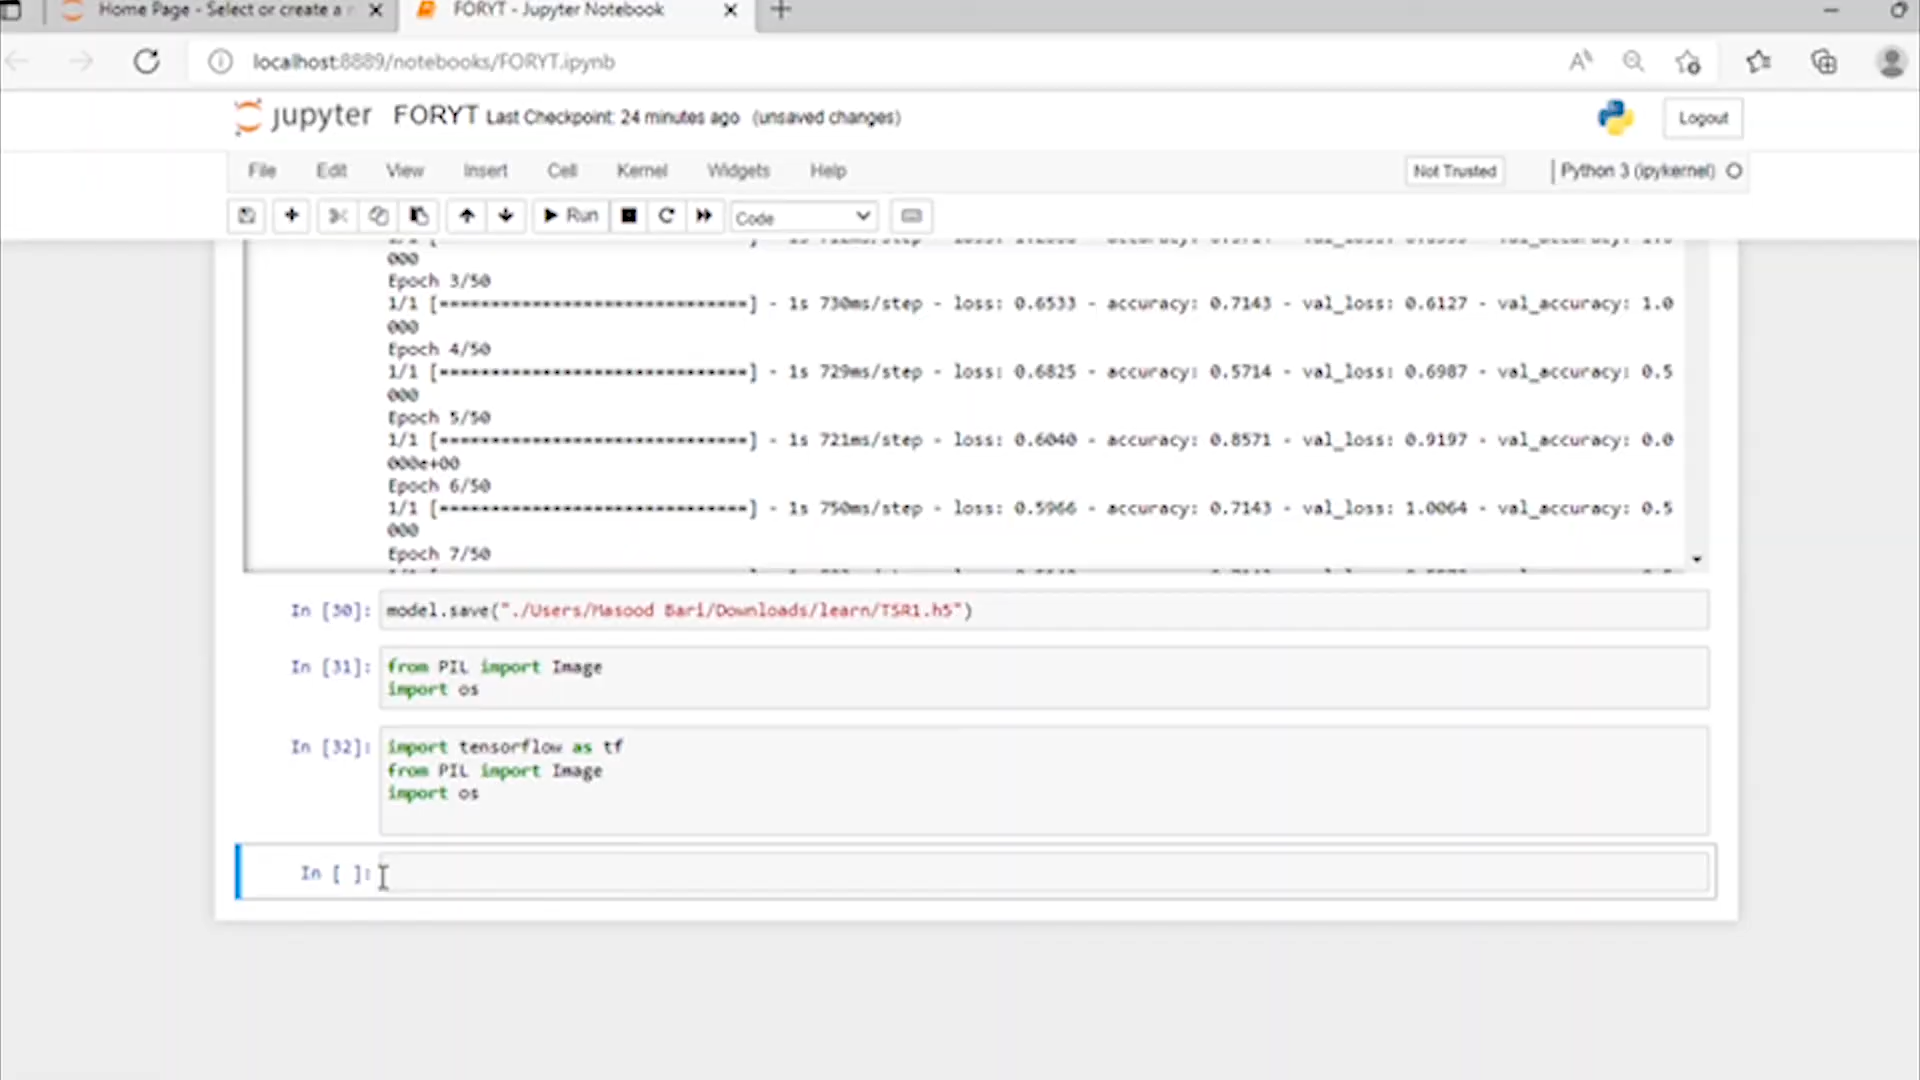 Home Page - Select or create a n
FORYT - Jupyter Notebook
localhost:8889/notebooks/FORYT.ipynb
jupyter FORYT Last Checkpoint: 24 minutes ago (unsaved changes)
Logout
File Edit View Insert Cell Kernel Widgets Help
Not Trusted
Python 3 (ipykernel)
Run
Code
000
Epoch 3/50
1/1 [==============================] - 1s 730ms/step - loss: 0.6533 - accuracy: 0.7143 - val_loss: 0.6127 - val_accuracy: 1.0
000
Epoch 4/50
1/1 [==============================] - 1s 729ms/step - loss: 0.6825 - accuracy: 0.5714 - val_loss: 0.6987 - val_accuracy: 0.5
000
Epoch 5/50
1/1 [==============================] - 1s 721ms/step - loss: 0.6040 - accuracy: 0.8571 - val_loss: 0.9197 - val_accuracy: 0.0
000e+00
Epoch 6/50
1/1 [==============================] - 1s 750ms/step - loss: 0.5966 - accuracy: 0.7143 - val_loss: 1.0064 - val_accuracy: 0.5
000
Epoch 7/50
In [30]: model.save("./Users/Masood Bari/Downloads/learn/TSR1.h5")
In [31]: from PIL import Image
import os
In [32]: import tensorflow as tf
from PIL import Image
import os
In [ ]: